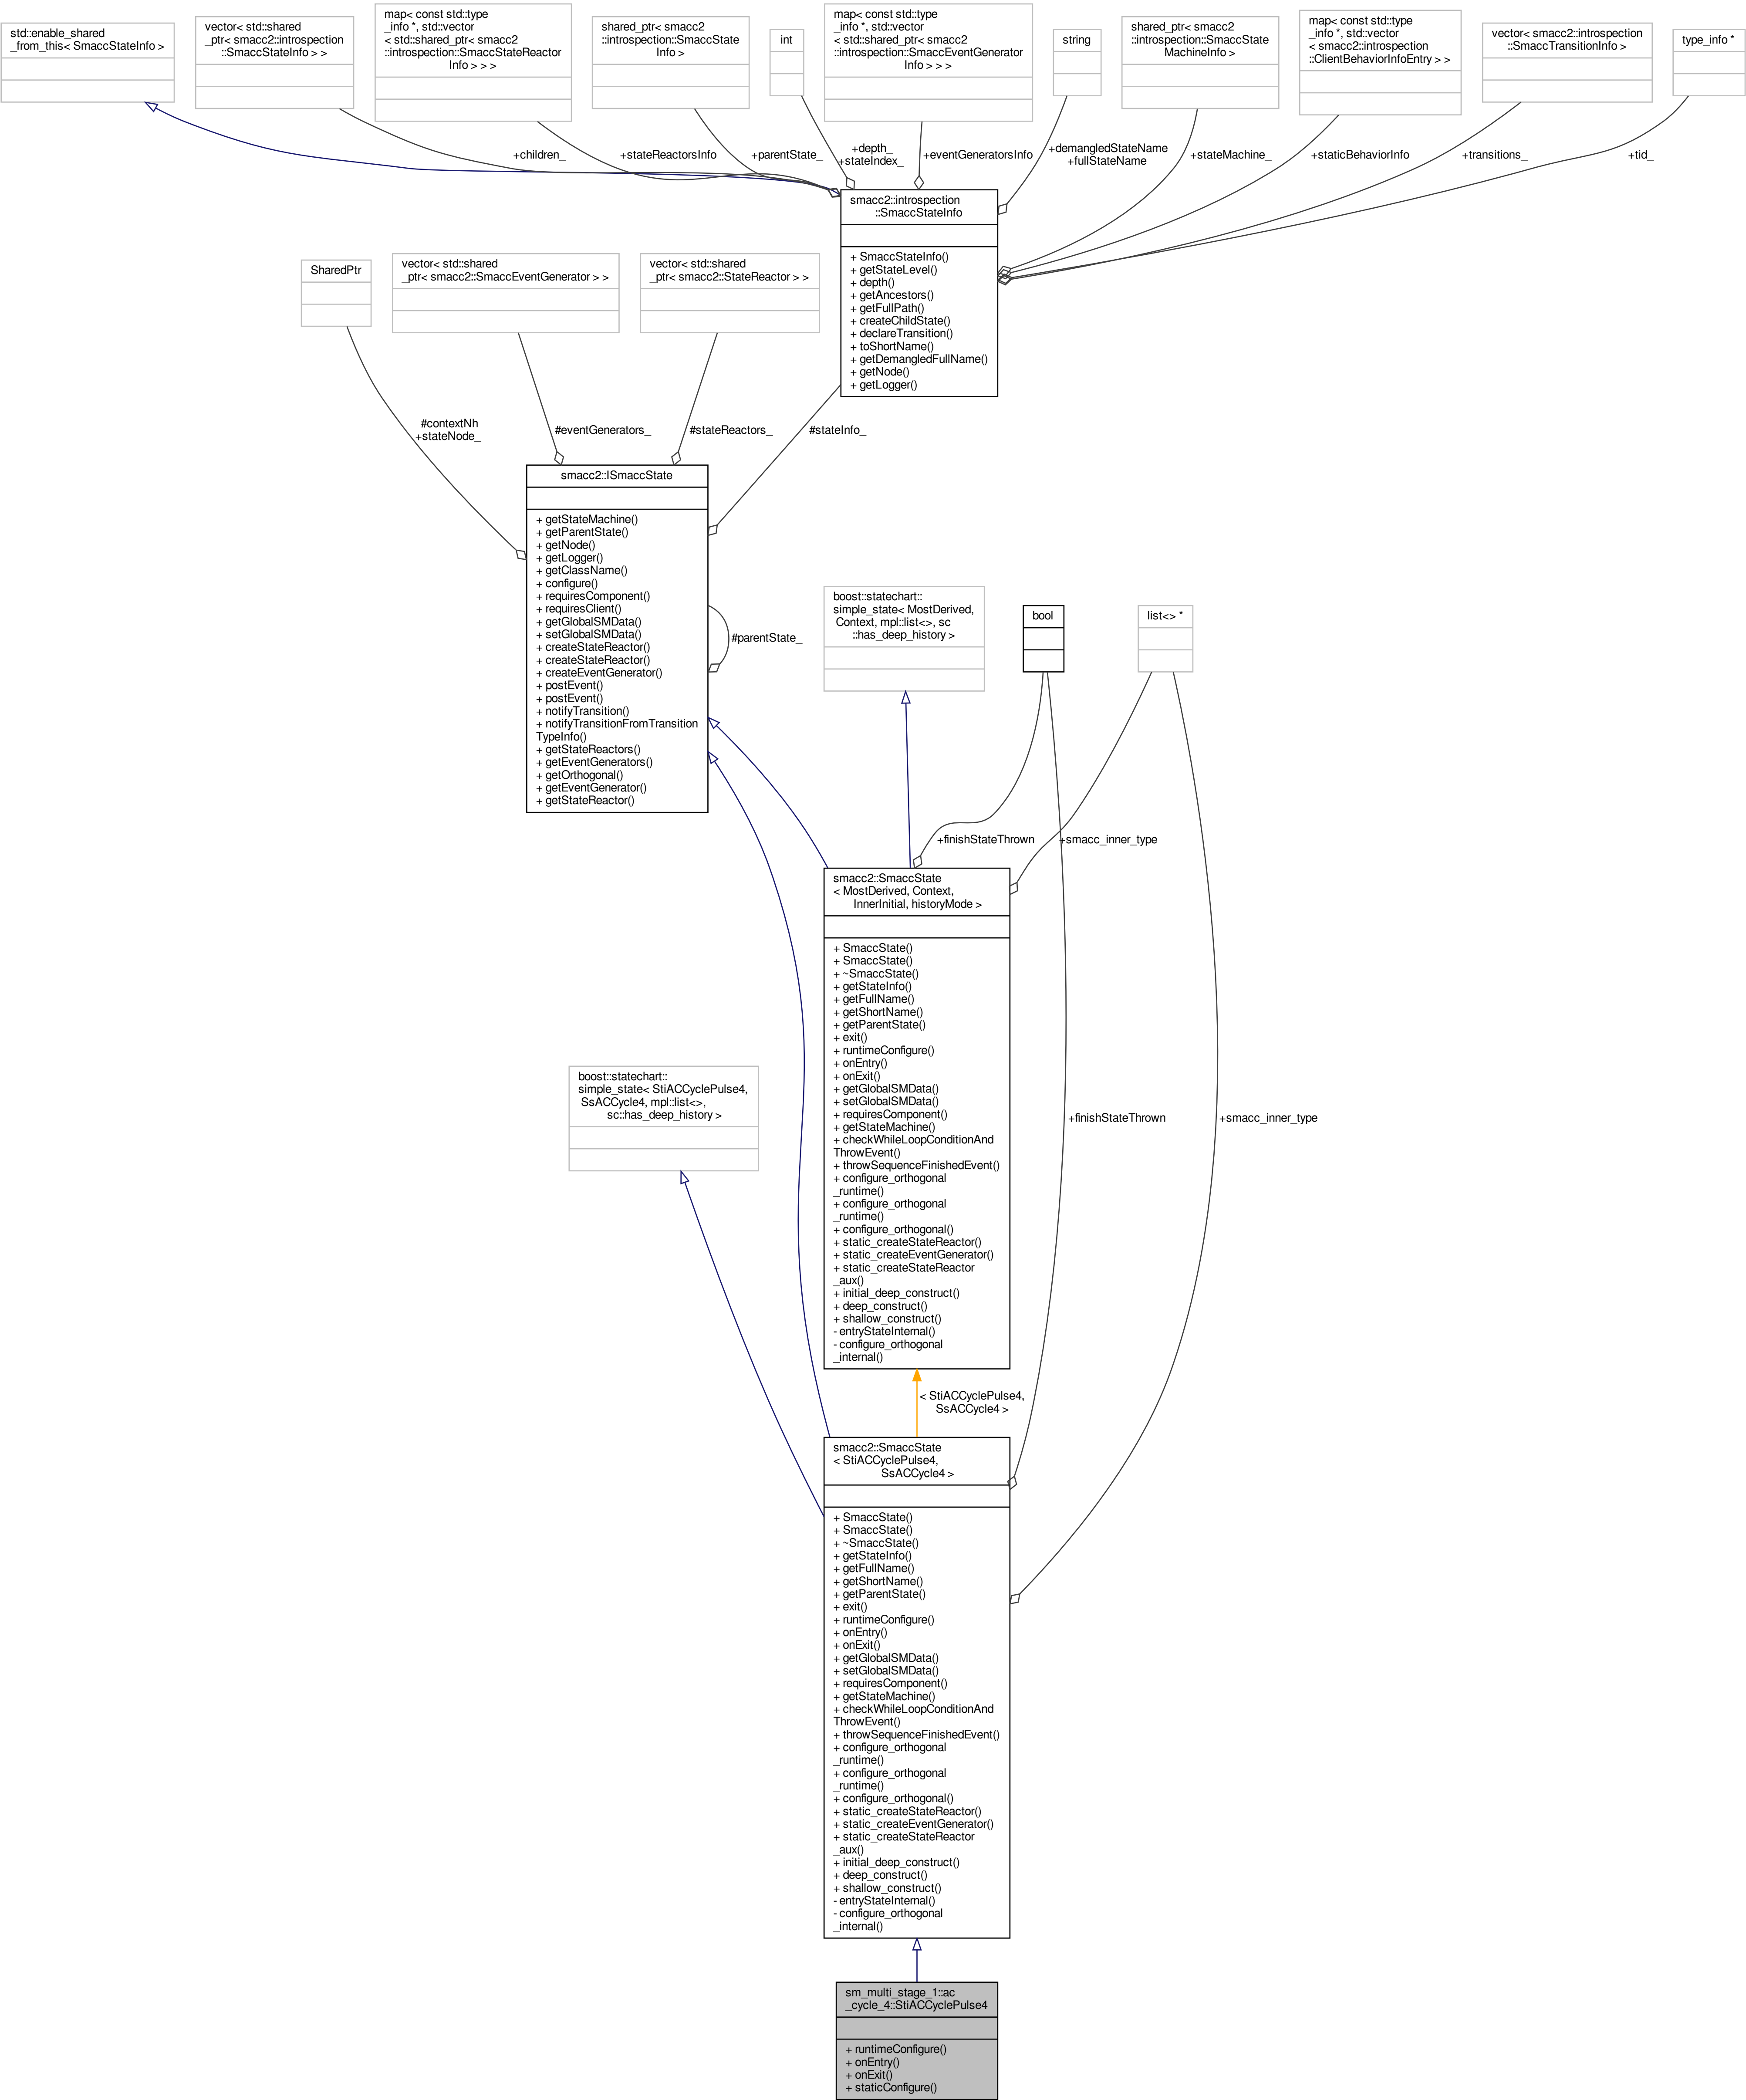 std::enable_shared
_from_this< SmaccStateInfo >
vector< std::shared
_ptr< smacc2::introspection
::SmaccStateInfo > >
map< const std::type
_info *, std::vector
< std::shared_ptr< smacc2
::introspection::SmaccStateReactor
Info > > >
shared_ptr< smacc2
::introspection::SmaccState
Info >
int
map< const std::type
_info *, std::vector
< std::shared_ptr< smacc2
::introspection::SmaccEventGenerator
Info > > >
string
shared_ptr< smacc2
::introspection::SmaccState
MachineInfo >
map< const std::type
_info *, std::vector
< smacc2::introspection
::ClientBehaviorInfoEntry > >
vector< smacc2::introspection
::SmaccTransitionInfo >
type_info *
+children_
+stateReactorsInfo
+parentState_
+depth_
+stateIndex_
+eventGeneratorsInfo
+demangledStateName
+fullStateName
+stateMachine_
+staticBehaviorInfo
+transitions_
+tid_
smacc2::introspection
::SmaccStateInfo
+ SmaccStateInfo()
+ getStateLevel()
+ depth()
+ getAncestors()
+ getFullPath()
+ createChildState()
+ declareTransition()
+ toShortName()
+ getDemangledFullName()
+ getNode()
+ getLogger()
SharedPtr
vector< std::shared
_ptr< smacc2::SmaccEventGenerator > >
vector< std::shared
_ptr< smacc2::StateReactor > >
#contextNh
+stateNode_
#eventGenerators_
#stateReactors_
#stateInfo_
smacc2::ISmaccState
+ getStateMachine()
+ getParentState()
+ getNode()
+ getLogger()
+ getClassName()
+ configure()
+ requiresComponent()
+ requiresClient()
+ getGlobalSMData()
+ setGlobalSMData()
+ createStateReactor()
+ createStateReactor()
+ createEventGenerator()
+ postEvent()
+ postEvent()
+ notifyTransition()
+ notifyTransitionFromTransition
TypeInfo()
+ getStateReactors()
+ getEventGenerators()
+ getOrthogonal()
+ getEventGenerator()
+ getStateReactor()
#parentState_
boost::statechart::
simple_state< MostDerived,
Context, mpl::list<>, sc
::has_deep_history >
bool
list<> *
+finishStateThrown
+smacc_inner_type
smacc2::SmaccState
< MostDerived, Context,
InnerInitial, historyMode >
+ SmaccState()
+ SmaccState()
+ ~SmaccState()
+ getStateInfo()
+ getFullName()
+ getShortName()
+ getParentState()
+ exit()
+ runtimeConfigure()
+ onEntry()
+ onExit()
+ getGlobalSMData()
+ setGlobalSMData()
+ requiresComponent()
+ getStateMachine()
+ checkWhileLoopConditionAnd
ThrowEvent()
+ throwSequenceFinishedEvent()
+ configure_orthogonal
_runtime()
+ configure_orthogonal
_runtime()
+ configure_orthogonal()
+ static_createStateReactor()
+ static_createEventGenerator()
+ static_createStateReactor
_aux()
+ initial_deep_construct()
+ deep_construct()
+ shallow_construct()
- entryStateInternal()
- configure_orthogonal
_internal()
boost::statechart::
simple_state< StiACCyclePulse4,
SsACCycle4, mpl::list<>,
sc::has_deep_history >
+finishStateThrown
+smacc_inner_type
< StiACCyclePulse4,
SsACCycle4 >
smacc2::SmaccState
< StiACCyclePulse4,
SsACCycle4 >
+ SmaccState()
+ SmaccState()
+ ~SmaccState()
+ getStateInfo()
+ getFullName()
+ getShortName()
+ getParentState()
+ exit()
+ runtimeConfigure()
+ onEntry()
+ onExit()
+ getGlobalSMData()
+ setGlobalSMData()
+ requiresComponent()
+ getStateMachine()
+ checkWhileLoopConditionAnd
ThrowEvent()
+ throwSequenceFinishedEvent()
+ configure_orthogonal
_runtime()
+ configure_orthogonal
_runtime()
+ configure_orthogonal()
+ static_createStateReactor()
+ static_createEventGenerator()
+ static_createStateReactor
_aux()
+ initial_deep_construct()
+ deep_construct()
+ shallow_construct()
- entryStateInternal()
- configure_orthogonal
_internal()
sm_multi_stage_1::ac
_cycle_4::StiACCyclePulse4
+ runtimeConfigure()
+ onEntry()
+ onExit()
+ staticConfigure()